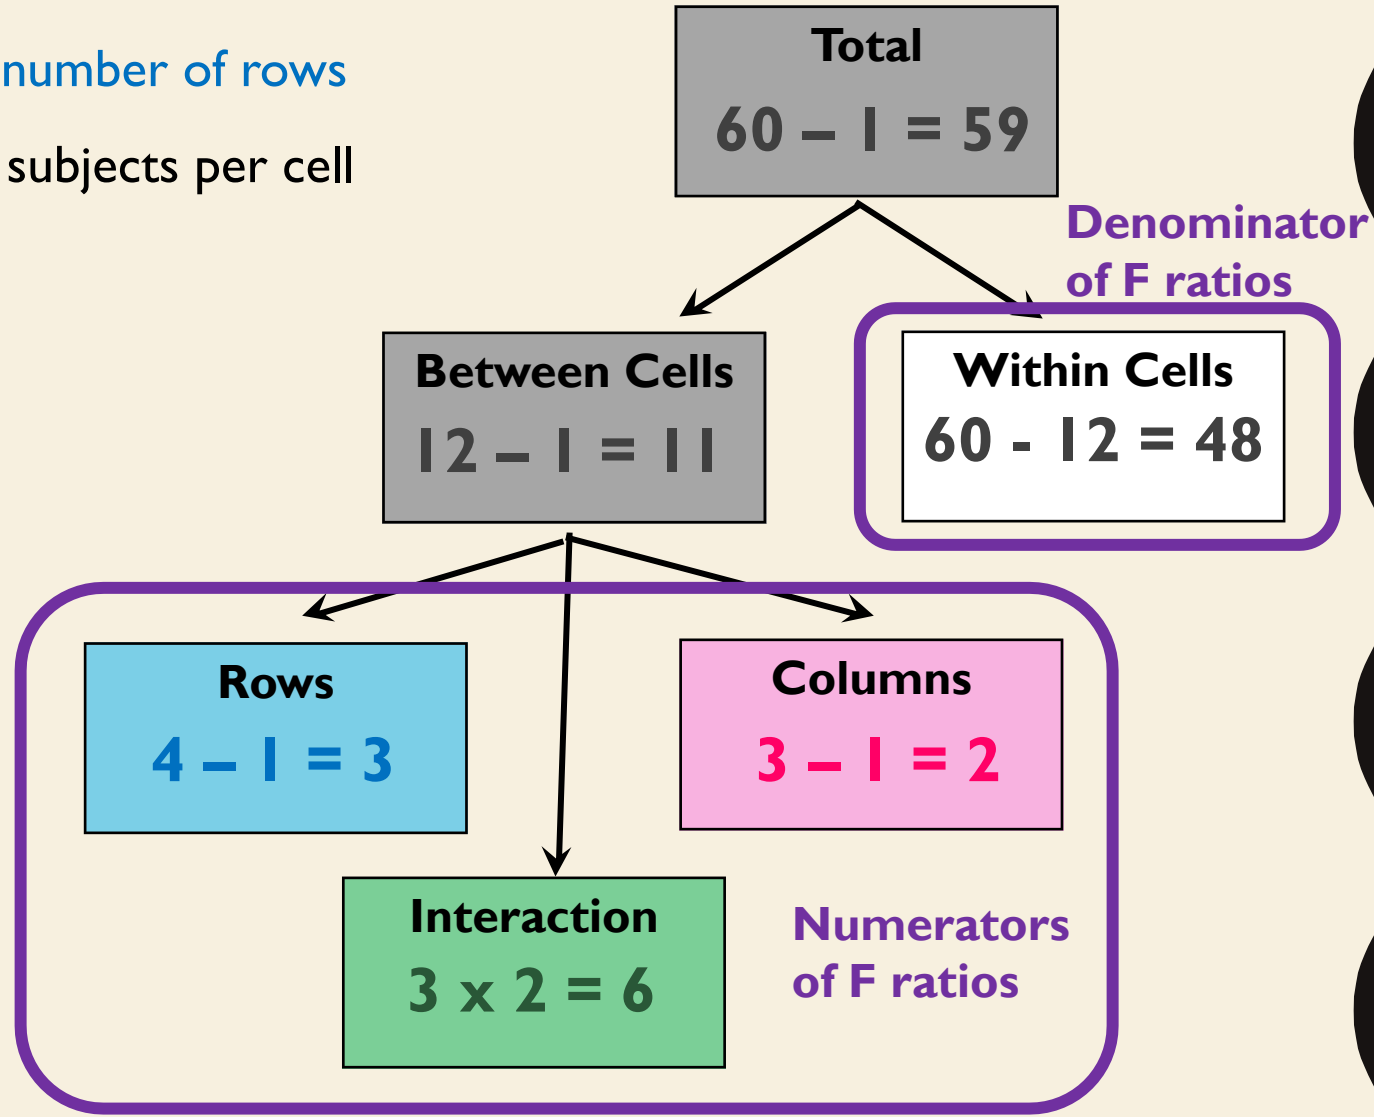 number of rows
subjects per cell
Total
60 – 1 = 59
Denominator
of F ratios
Between Cells
12 – 1 = 11
Within Cells
60 - 12 = 48
Rows
4 – 1 = 3
Columns
3 – 1 = 2
Interaction
3 x 2 = 6
Numerators
of F ratios